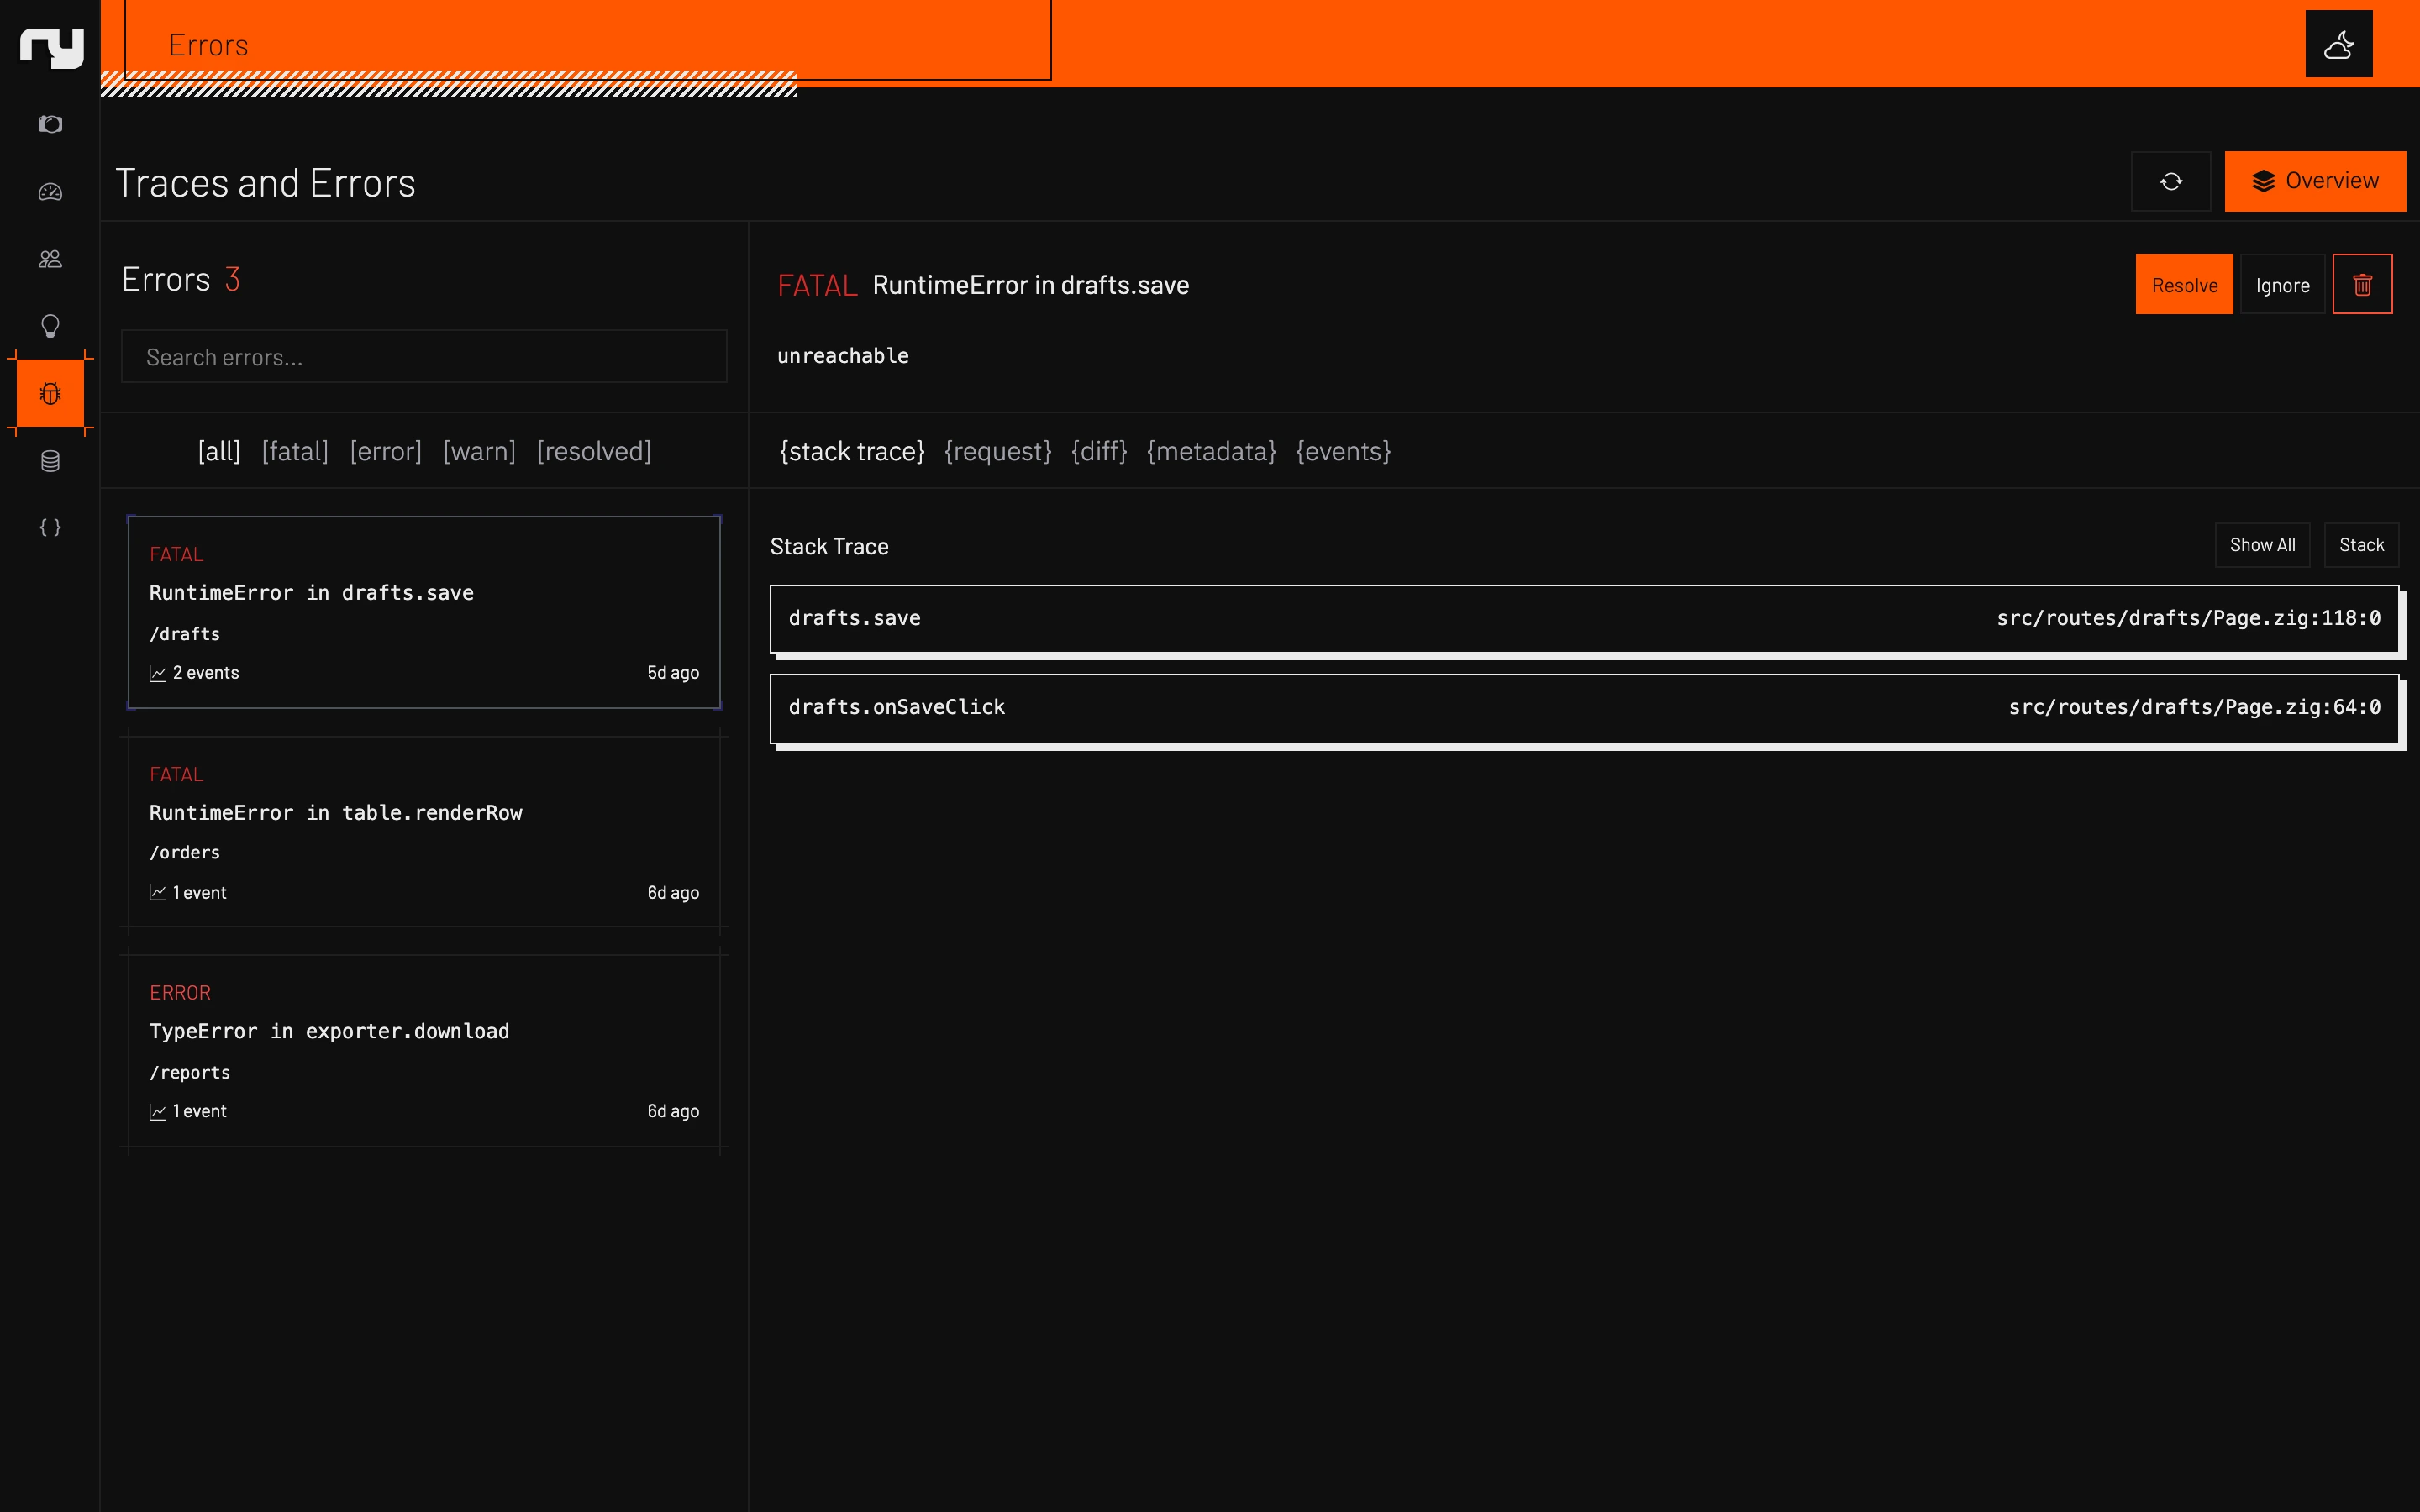 ry
Errors
Traces and Errors
Overview
Errors 3
Search errors...
[all] [fatal] [error] [warn] [resolved]
FATAL
RuntimeError in drafts.save
/drafts
2 events 5d ago
FATAL
RuntimeError in table.renderRow
/orders
1 event 6d ago
ERROR
TypeError in exporter.download
/reports
1 event 6d ago
FATAL RuntimeError in drafts.save
Resolve Ignore
unreachable
{stack trace} {request} {diff} {metadata} {events}
Stack Trace
Show All Stack
drafts.save src/routes/drafts/Page.zig:118:0
drafts.onSaveClick src/routes/drafts/Page.zig:64:0